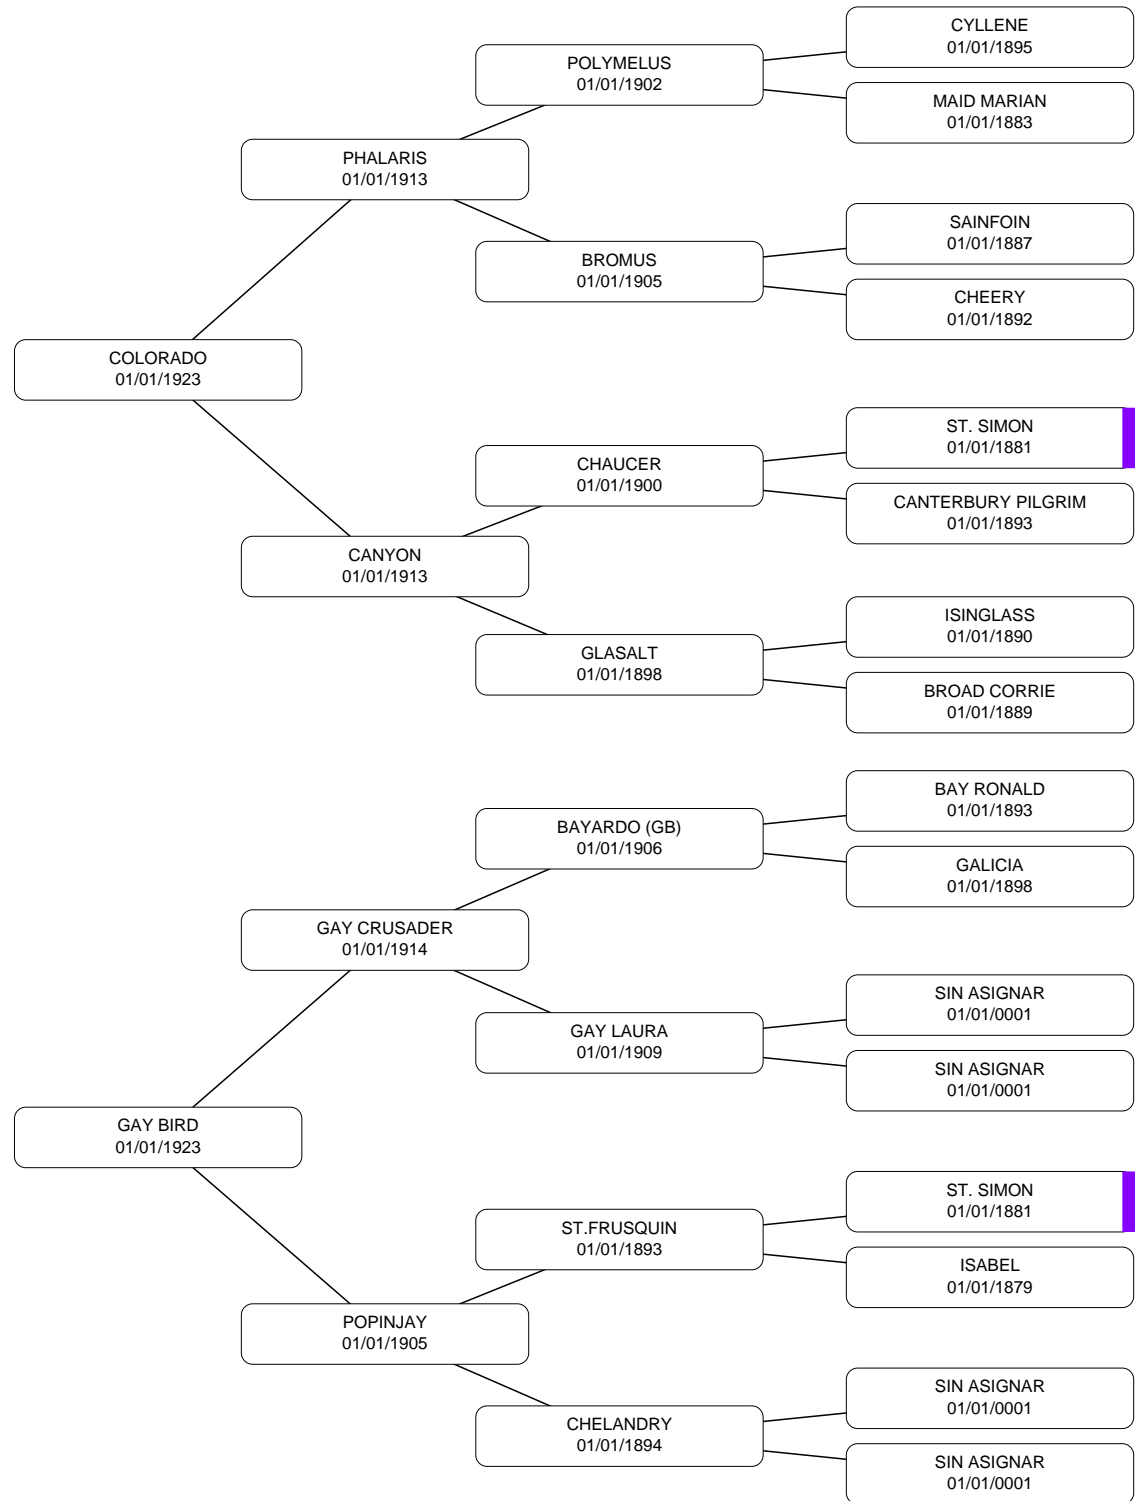 CYLLENE
01/01/1895
POLYMELUS
01/01/1902
MAID MARIAN
01/01/1883
PHALARIS
01/01/1913
SAINFOIN
01/01/1887
BROMUS
01/01/1905
CHEERY
01/01/1892
COLORADO
01/01/1923
ST. SIMON
01/01/1881
CHAUCER
01/01/1900
CANTERBURY PILGRIM
01/01/1893
CANYON
01/01/1913
ISINGLASS
01/01/1890
GLASALT
01/01/1898
BROAD CORRIE
01/01/1889
BAY RONALD
01/01/1893
BAYARDO (GB)
01/01/1906
GALICIA
01/01/1898
GAY CRUSADER
01/01/1914
SIN ASIGNAR
01/01/0001
GAY LAURA
01/01/1909
SIN ASIGNAR
01/01/0001
GAY BIRD
01/01/1923
ST. SIMON
01/01/1881
ST.FRUSQUIN
01/01/1893
ISABEL
01/01/1879
POPINJAY
01/01/1905
SIN ASIGNAR
01/01/0001
CHELANDRY
01/01/1894
SIN ASIGNAR
01/01/0001